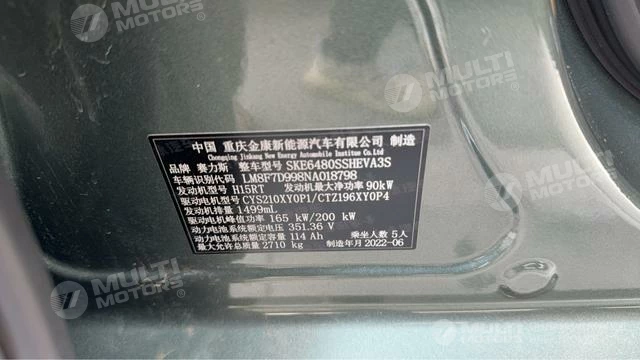 MULTI
MOTORS®
MULTI
MOTORS®
中国 重庆金康新能源汽车有限公司 制造
Chongqing Jinkang New Energy Automobile Institue Co.,Ltd
品牌 赛力斯 整车型号 SKE6480SSHEVA3S
车辆识别代码 LM8F7D998NA018798
发动机型号 H15RT 发动机最大净功率 90kW
驱动电机型号 CYS210XY0P1/CTZ196XY0P4
发动机排量 1499mL
驱动电机峰值功率 165 kW/200 kW
动力电池系统额定电压 351.36 V
动力电池系统额定容量 114 Ah 乘坐人数 5人
最大允许总质量 2710 kg 制造年月 2022-06
MULTI
MOTORS®
MULTI
MOTORS®